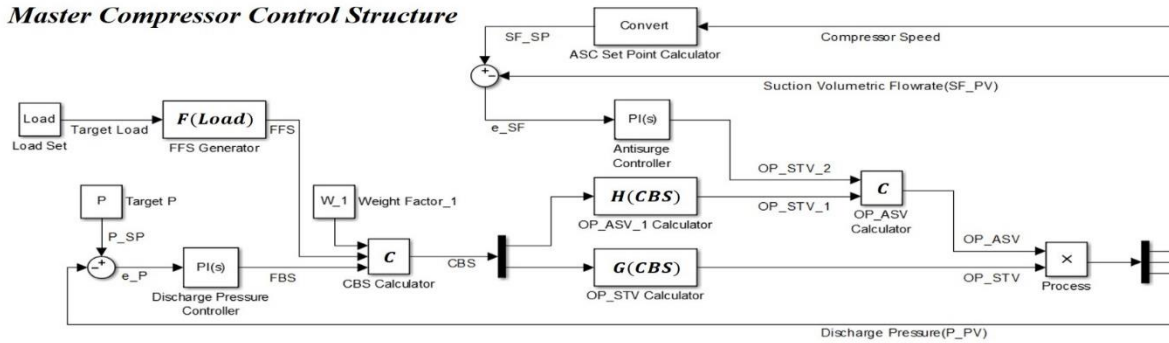 Master Compressor Control Structure
Convert
SF_SP
ASC Set Point Calculator
Compressor Speed
+
-
Suction Volumetric Flowrate(SF_PV)
Load
Target Load
Load Set
F(Load)
FFS
FFS Generator
e_SF
PI(s)
Antisurge
Controller
OP_STV_2
P
Target P
P_SP
W_1
Weight Factor_1
H(CBS)
OP_STV_1
OP_ASV_1 Calculator
C
OP_ASV
Calculator
OP_ASV
-
+
e_P
PI(s)
FBS
Discharge Pressure
Controller
C
CBS
CBS Calculator
G(CBS)
OP_STV
OP_STV Calculator
×
Process
Discharge Pressure(P_PV)